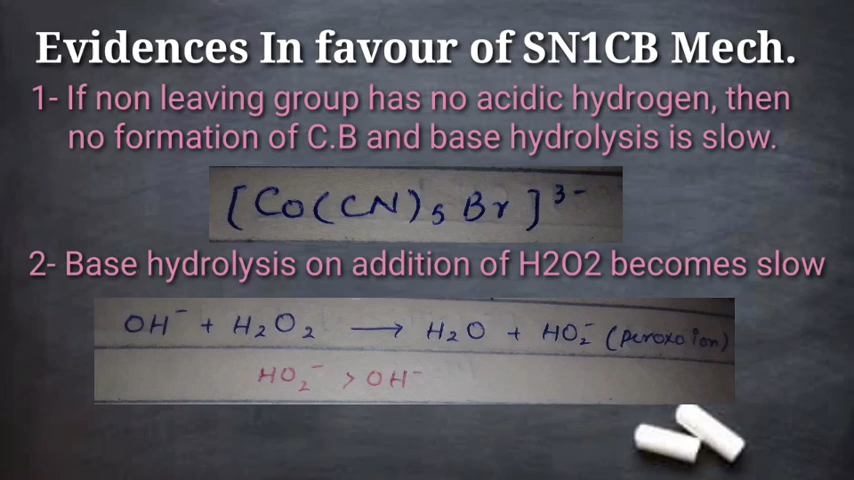 Evidences In favour of SN1CB Mech.
1- If non leaving group has no acidic hydrogen, then
no formation of C.B and base hydrolysis is slow.
[Co(CN)₅Br]³⁻
2- Base hydrolysis on addition of H2O2 becomes slow
OH⁻ + H₂O₂ → H₂O + HO₂⁻ (peroxo ion)
HO₂⁻ > OH⁻